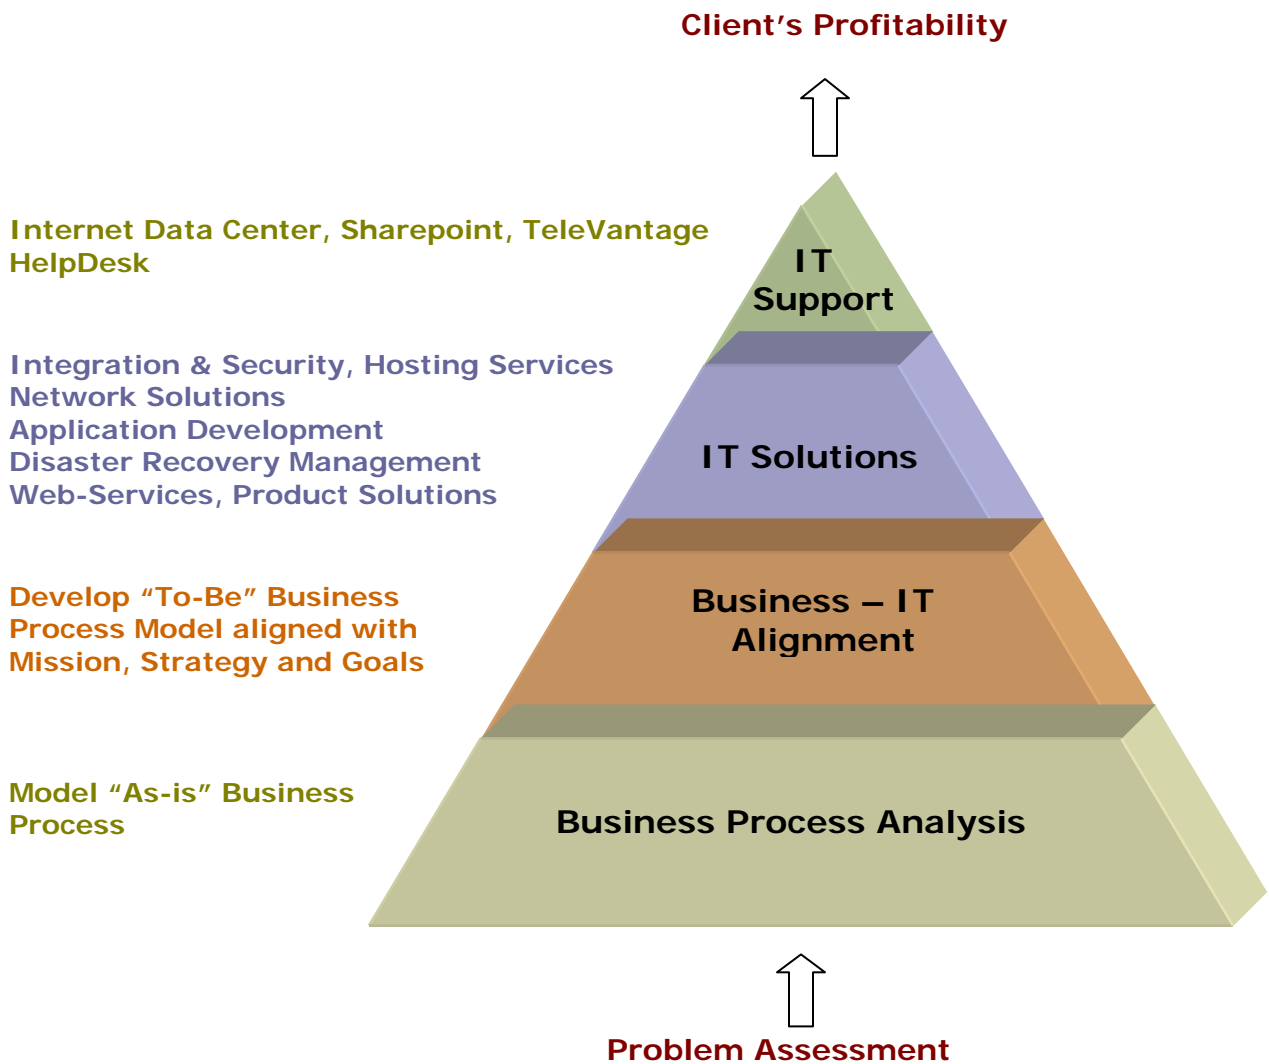 Client's Profitability
Internet Data Center, Sharepoint, TeleVantage
HelpDesk
IT
Support
Integration & Security, Hosting Services
Network Solutions
Application Development
Disaster Recovery Management
Web-Services, Product Solutions
IT Solutions
Develop “To-Be” Business
Process Model aligned with
Mission, Strategy and Goals
Business – IT
Alignment
Model “As-is” Business
Process
Business Process Analysis
Problem Assessment